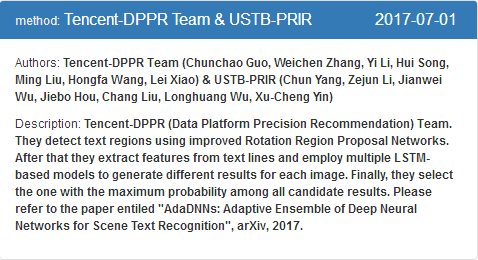 method: Tencent-DPPR Team & USTB-PRIR 2017-07-01
Authors: Tencent-DPPR Team (Chunchao Guo, Weichen Zhang, Yi Li, Hui Song,
Ming Liu, Hongfa Wang, Lei Xiao) & USTB-PRIR (Chun Yang, Zejun Li, Jianwei
Wu, Jiebo Hou, Chang Liu, Longhuang Wu, Xu-Cheng Yin)
Description: Tencent-DPPR (Data Platform Precision Recommendation) Team.
They detect text regions using improved Rotation Region Proposal Networks.
After that they extract features from text lines and employ multiple LSTM-
based models to generate different results for each image. Finally, they select
the one with the maximum probability among all candidate results. Please
refer to the paper entiled "AdaDNNs: Adaptive Ensemble of Deep Neural
Networks for Scene Text Recognition", arXiv, 2017.